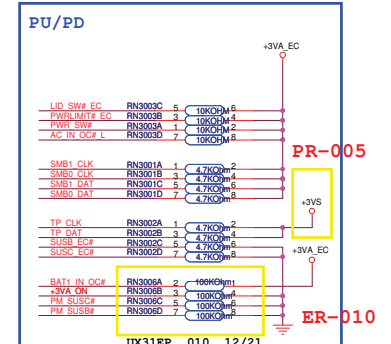 PU/PD
+3VA_EC
LID_SW#_EC RN3003C 5 10KOHM 6
PWRLIMIT#_EC RN3003B 3 10KOHM 4
PWR_SW# RN3003A 1 10KOHM 2
AC_IN_OC#_L RN3003D 7 10KOHM 8
PR-005
SMB1_CLK RN3001A 1 4.7KOhm 2
SMB0_CLK RN3001B 3 4.7KOhm 4
SMB1_DAT RN3001C 5 4.7KOhm 6
SMB0_DAT RN3001D 7 4.7KOhm 8
+3VS
TP_CLK RN3002A 1 4.7KOhm 2
TP_DAT RN3002B 3 4.7KOhm 4
SUSB_EC# RN3002C 5 4.7KOhm 6
SUSC_EC# RN3002D 7 4.7KOhm 8
+3VA_EC
BAT1_IN_OC# RN3006A 2 100KOhm 1
+3VA_ON RN3006B 3 100KOhm 4
PM_SUSC# RN3006C 5 100KOhm 6
PM_SUSB# RN3006D 7 100KOhm 8
ER-010
UX31EP 010 12/21